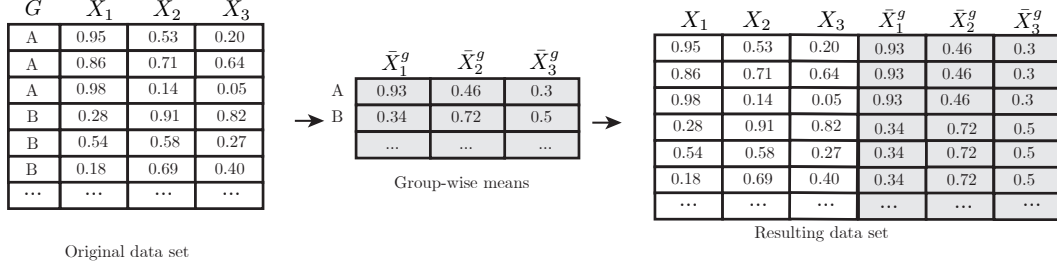 G X₁ X₂ X₃
A 0.95 0.53 0.20
A 0.86 0.71 0.64
A 0.98 0.14 0.05
B 0.28 0.91 0.82
B 0.54 0.58 0.27
B 0.18 0.69 0.40
... ... ... ...
Original data set
X̄₁ᵍ X̄₂ᵍ X̄₃ᵍ
A 0.93 0.46 0.3
B 0.34 0.72 0.5
... ... ...
Group-wise means
X₁ X₂ X₃ X̄₁ᵍ X̄₂ᵍ X̄₃ᵍ
0.95 0.53 0.20 0.93 0.46 0.3
0.86 0.71 0.64 0.93 0.46 0.3
0.98 0.14 0.05 0.93 0.46 0.3
0.28 0.91 0.82 0.34 0.72 0.5
0.54 0.58 0.27 0.34 0.72 0.5
0.18 0.69 0.40 0.34 0.72 0.5
... ... ... ... ... ...
Resulting data set